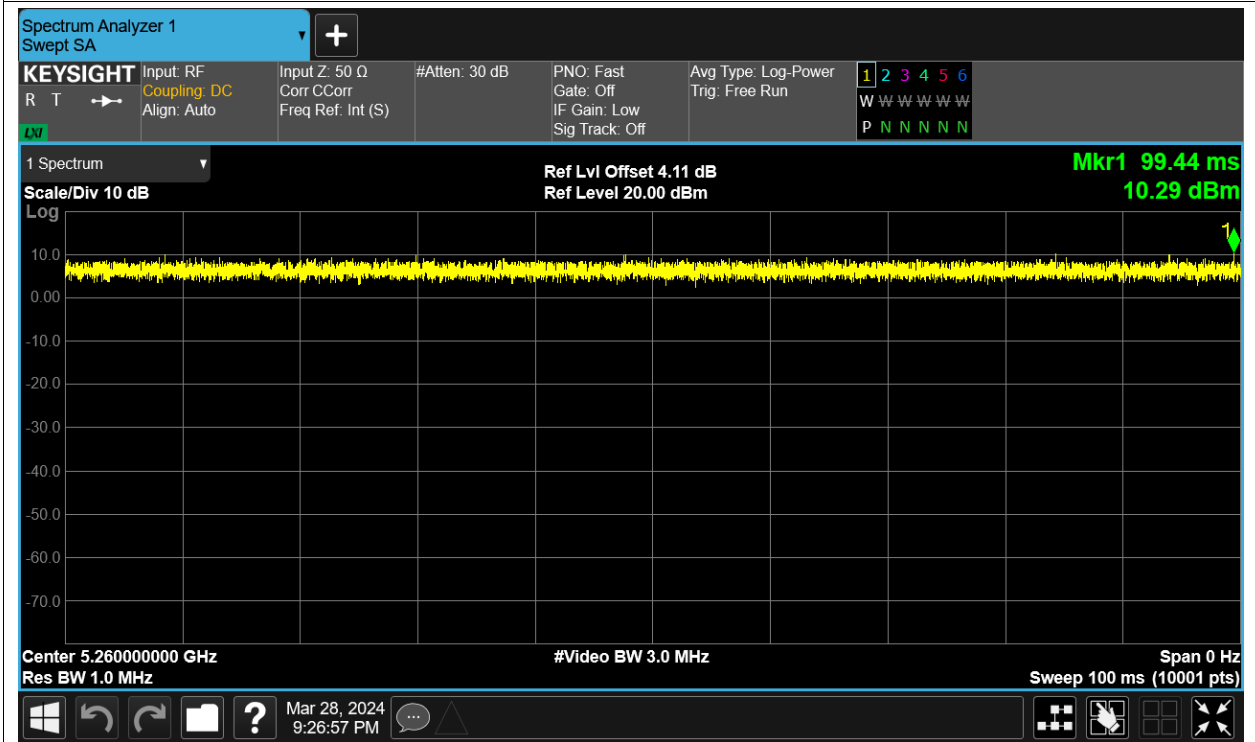 Spectrum Analyzer 1
Swept SA
KEYSIGHT
R T
LXI
Input: RF
Coupling: DC
Align: Auto
Input Z: 50 Ω
Corr CCorr
Freq Ref: Int (S)
#Atten: 30 dB
PNO: Fast
Gate: Off
IF Gain: Low
Sig Track: Off
Avg Type: Log-Power
Trig: Free Run
1 2 3 4 5 6
W W W W W W
P N N N N N
1 Spectrum
Scale/Div 10 dB
Log
Ref Lvl Offset 4.11 dB
Ref Level 20.00 dBm
Mkr1 99.44 ms
10.29 dBm
1
10.0
0.00
-10.0
-20.0
-30.0
-40.0
-50.0
-60.0
-70.0
Center 5.260000000 GHz
Res BW 1.0 MHz
#Video BW 3.0 MHz
Span 0 Hz
Sweep 100 ms (10001 pts)
?
Mar 28, 2024
9:26:57 PM